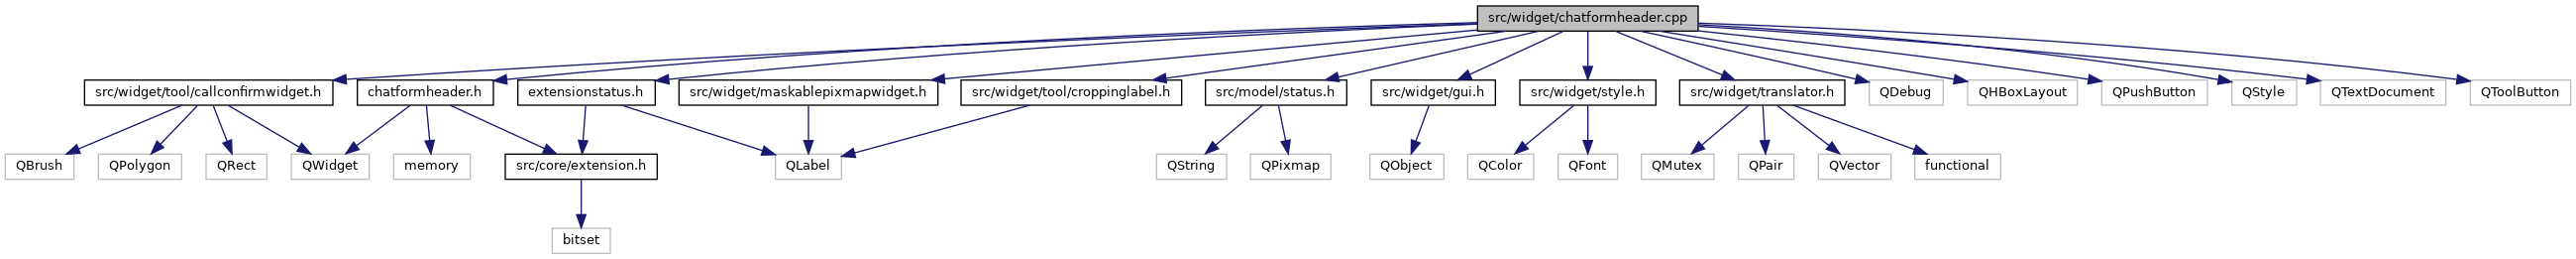 src/widget/chatformheader.cpp
src/widget/tool/callconfirmwidget.h
chatformheader.h
extensionstatus.h
src/widget/maskablepixmapwidget.h
src/widget/tool/croppinglabel.h
src/model/status.h
src/widget/gui.h
src/widget/style.h
src/widget/translator.h
QDebug
QHBoxLayout
QPushButton
QStyle
QTextDocument
QToolButton
QBrush
QPolygon
QRect
QWidget
memory
src/core/extension.h
QLabel
QString
QPixmap
QObject
QColor
QFont
QMutex
QPair
QVector
functional
bitset